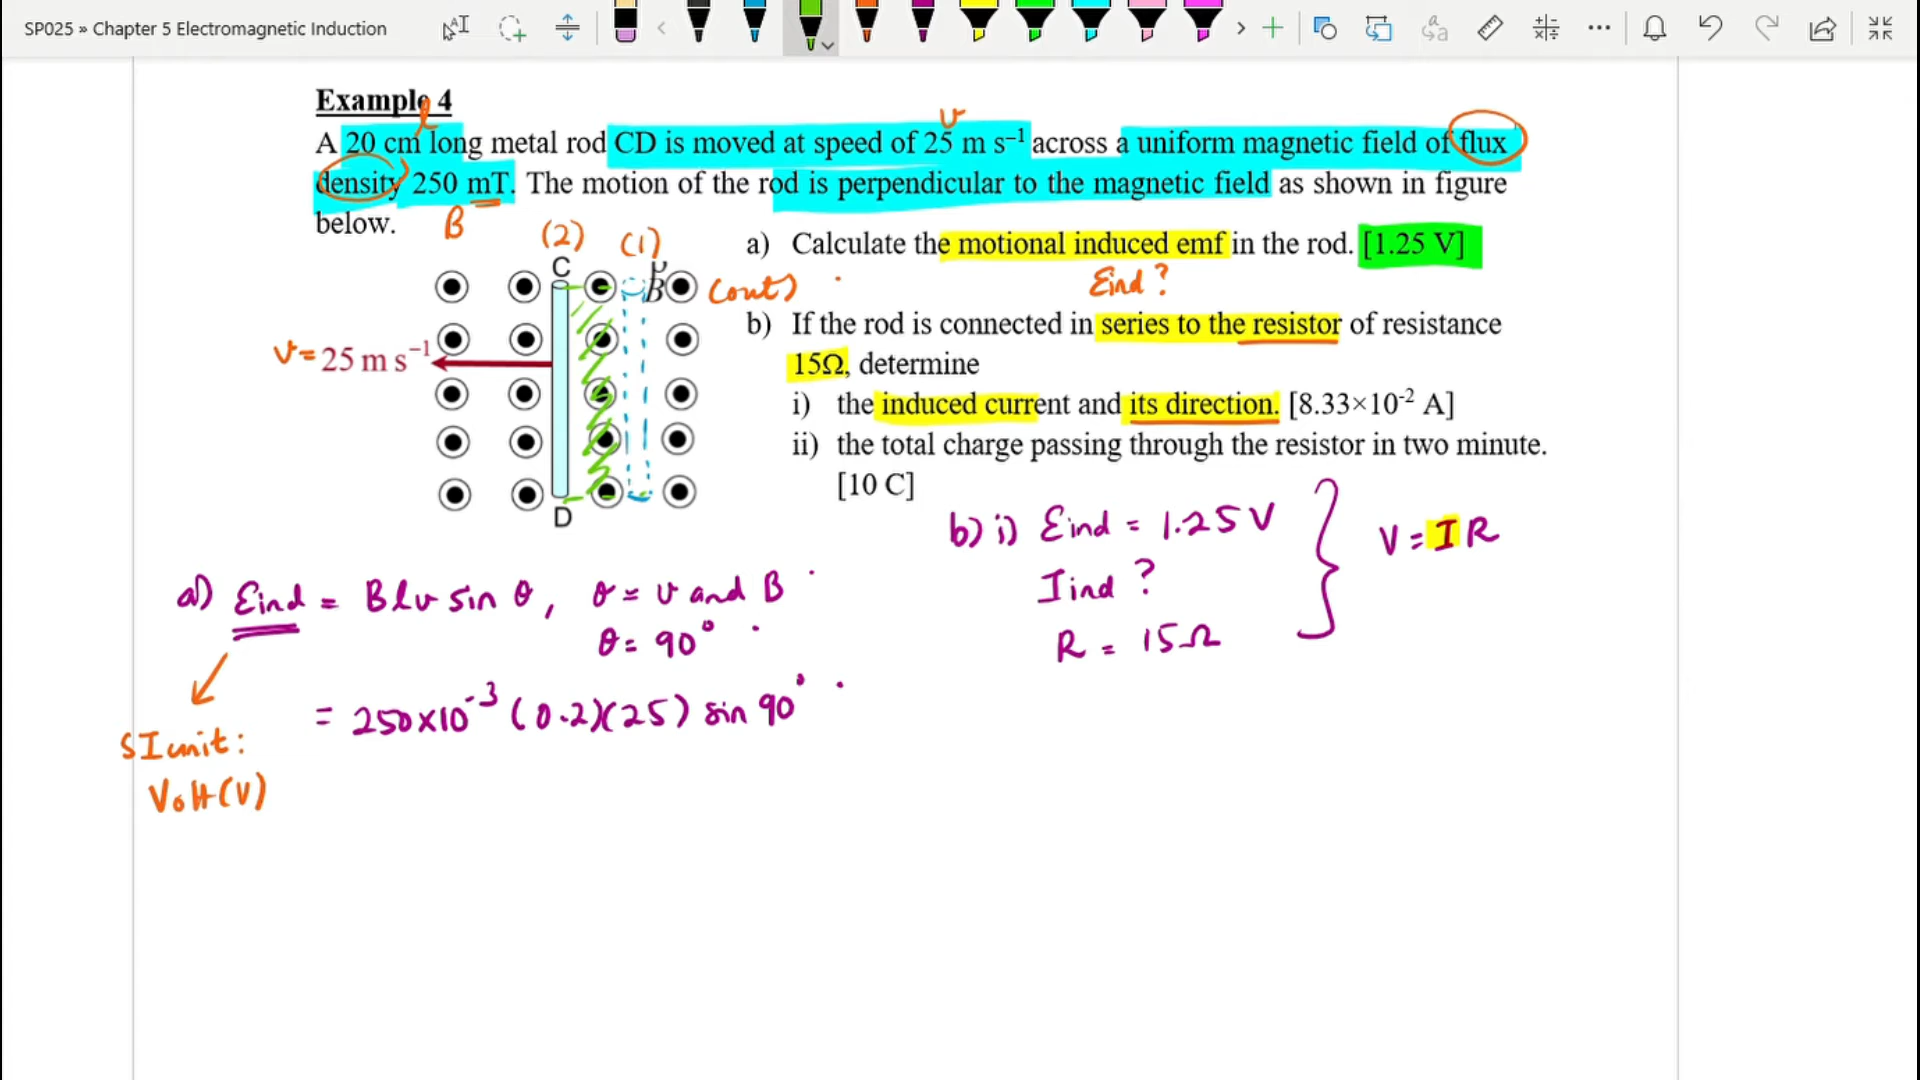 SP025 » Chapter 5 Electromagnetic Induction
Example 4
l
v
A 20 cm long metal rod CD is moved at speed of 25 m s⁻¹ across a uniform magnetic field of flux
density 250 mT. The motion of the rod is perpendicular to the magnetic field as shown in figure
below.
B
(2) (1)
C
B
(out)
v = 25 m s⁻¹
D
a) Calculate the motional induced emf in the rod. [1.25 V]
Eind ?
b) If the rod is connected in series to the resistor of resistance
15Ω, determine
i) the induced current and its direction. [8.33×10⁻² A]
ii) the total charge passing through the resistor in two minute.
[10 C]
a) Eind = Blv sin θ, θ = v and B
θ = 90°
= 250×10⁻³ (0.2)(25) sin 90°
SI unit:
Volt (V)
b) i) Eind = 1.25 V
Iind ?
R = 15Ω
V = IR